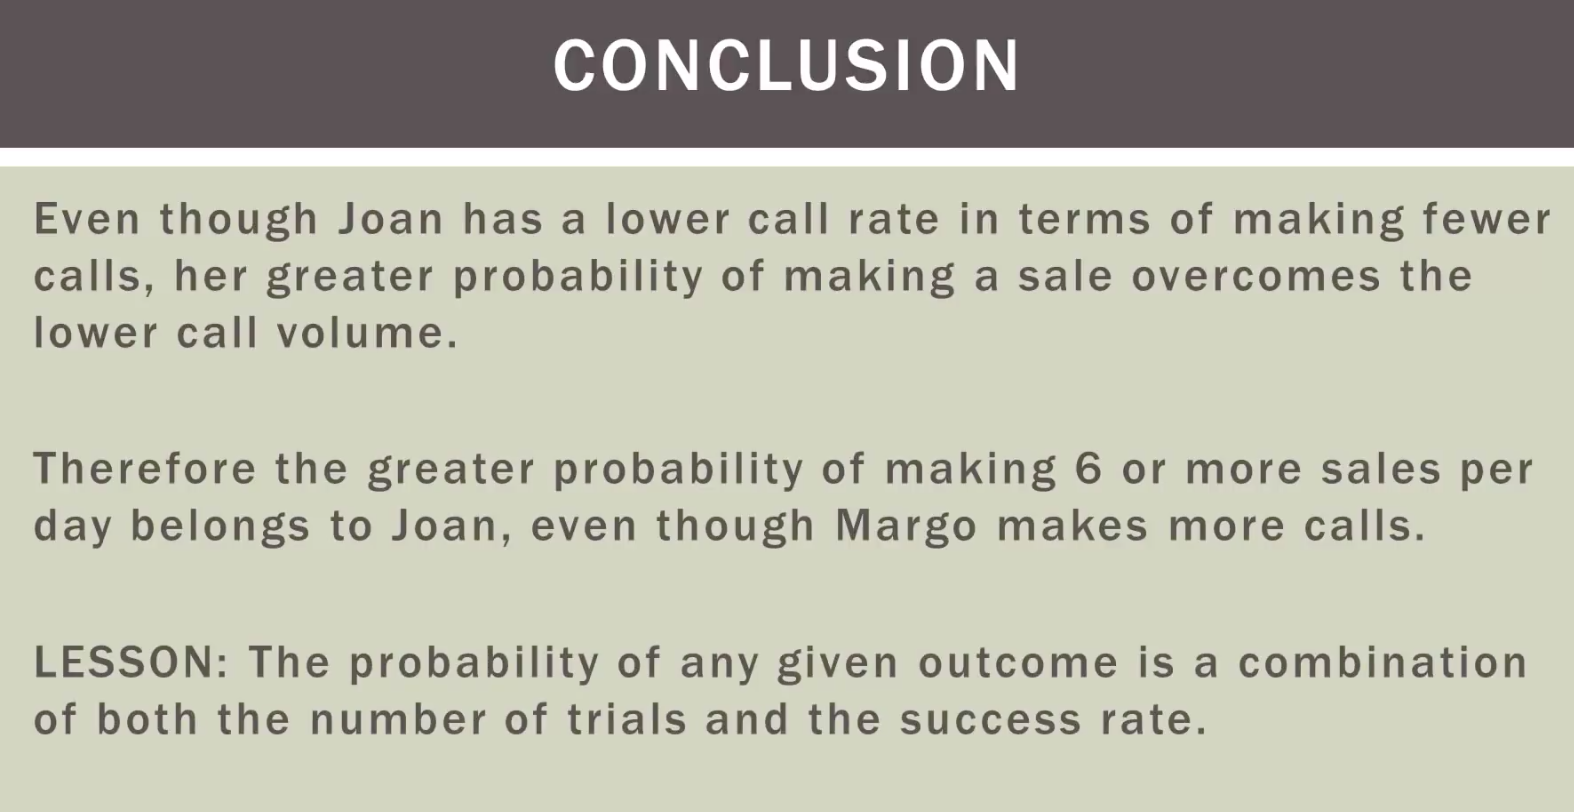 CONCLUSION
Even though Joan has a lower call rate in terms of making fewer
calls, her greater probability of making a sale overcomes the
lower call volume.
Therefore the greater probability of making 6 or more sales per
day belongs to Joan, even though Margo makes more calls.
LESSON: The probability of any given outcome is a combination
of both the number of trials and the success rate.